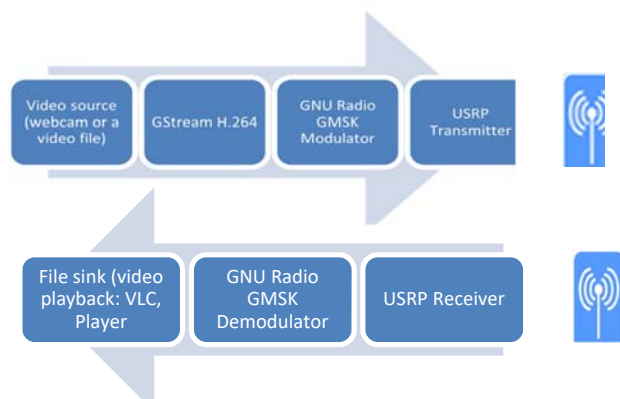 Video source
(webcam or a
video file)
GStream H.264
GNU Radio
GMSK
Modulator
USRP
Transmitter
File sink (video
playback: VLC,
Player
GNU Radio
GMSK
Demodulator
USRP Receiver